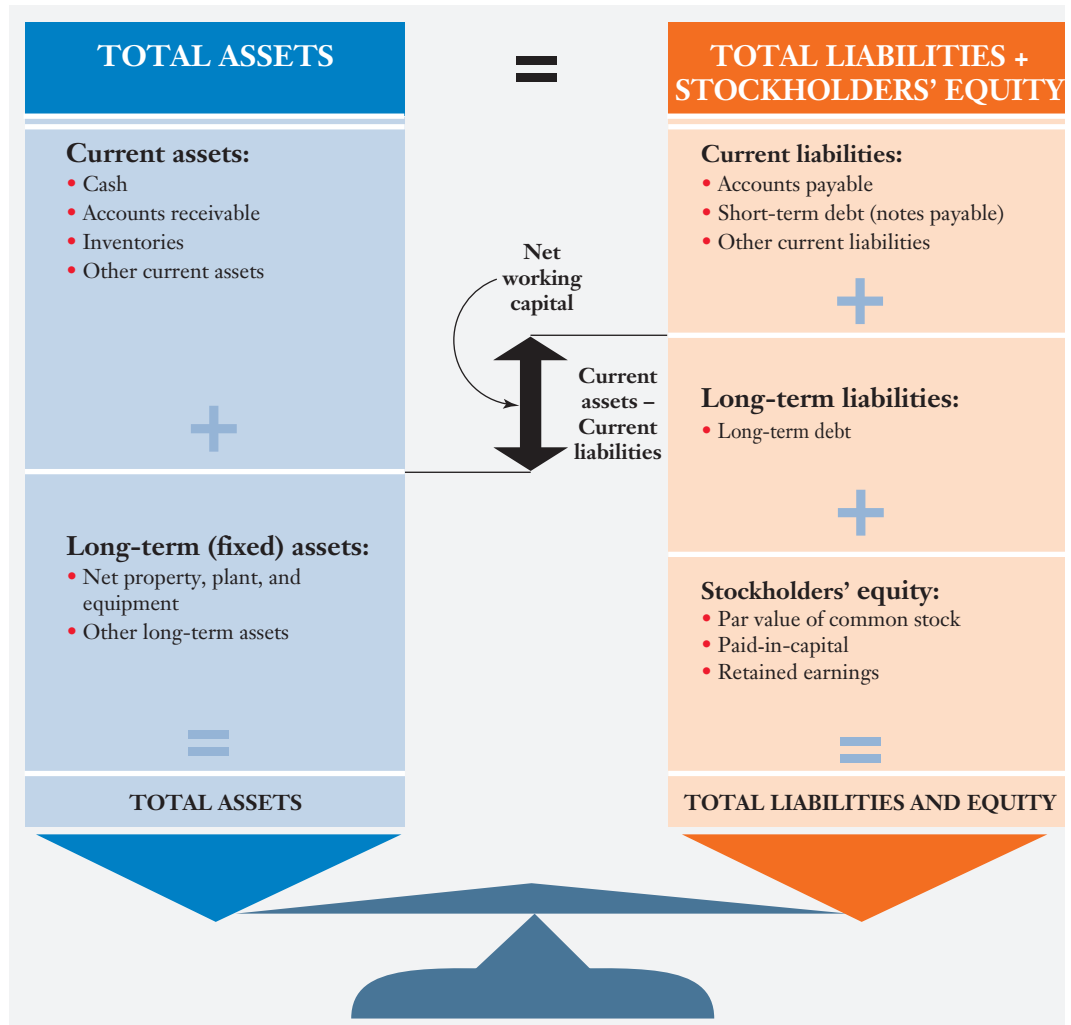 TOTAL ASSETS
=
TOTAL LIABILITIES +
STOCKHOLDERS’ EQUITY
Current assets:
• Cash
• Accounts receivable
• Inventories
• Other current assets
+
Long-term (fixed) assets:
• Net property, plant, and
equipment
• Other long-term assets
=
TOTAL ASSETS
Net
working
capital
Current
assets –
Current
liabilities
Current liabilities:
• Accounts payable
• Short-term debt (notes payable)
• Other current liabilities
+
Long-term liabilities:
• Long-term debt
+
Stockholders’ equity:
• Par value of common stock
• Paid-in-capital
• Retained earnings
=
TOTAL LIABILITIES AND EQUITY